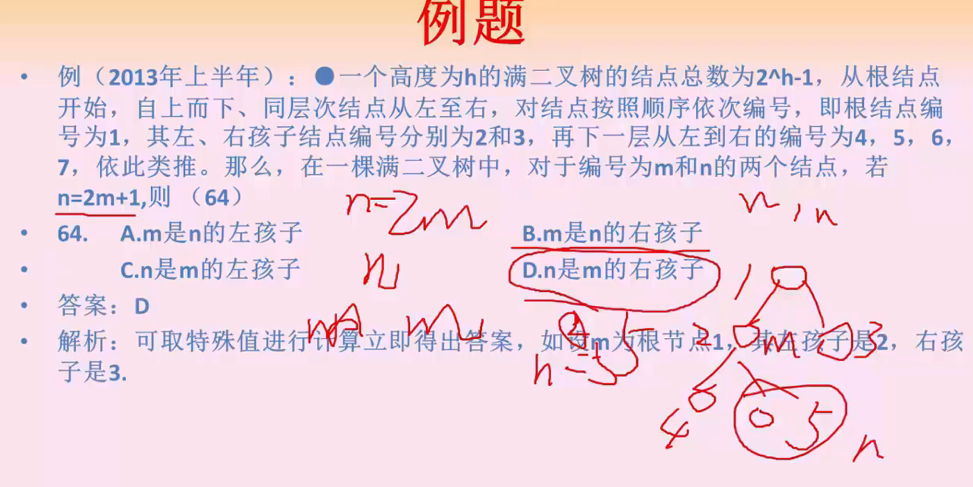 例题
• 例（2013年上半年）：●一个高度为h的满二叉树的结点总数为2^h-1，从根结点
开始，自上而下、同层次结点从左至右，对结点按照顺序依次编号，即根结点编
号为1，其左、右孩子结点编号分别为2和3，再下一层从左到右的编号为4，5，6，
7，依此类推。那么，在一棵满二叉树中，对于编号为m和n的两个结点，若
n=2m+1,则 （64）
n=2m
m,n
• 64. A.m是n的左孩子 B.m是n的右孩子
• C.n是m的左孩子 D.n是m的右孩子
1
• 答案：D
• 解析：可取特殊值进行计算立即得出答案，如设m为根节点1，其左孩子是2，右孩
子是3.
2
m
3
4
5
n